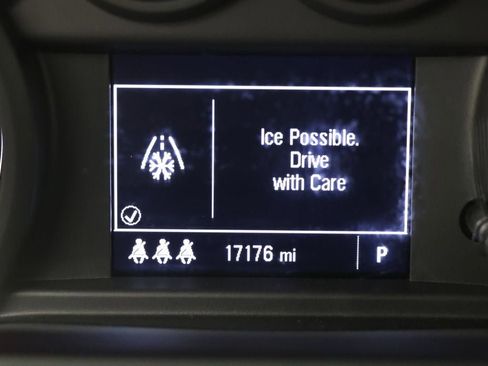 Ice Possible.
Drive
with Care
17176 mi
P